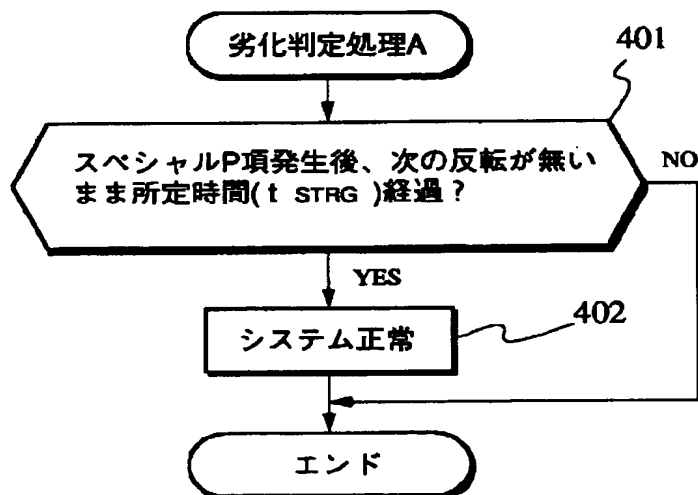 劣化判定処理A
401
スペシャルP項発生後、次の反転が無い
まま所定時間( t STRG )経過？
NO
YES
システム正常
402
エンド